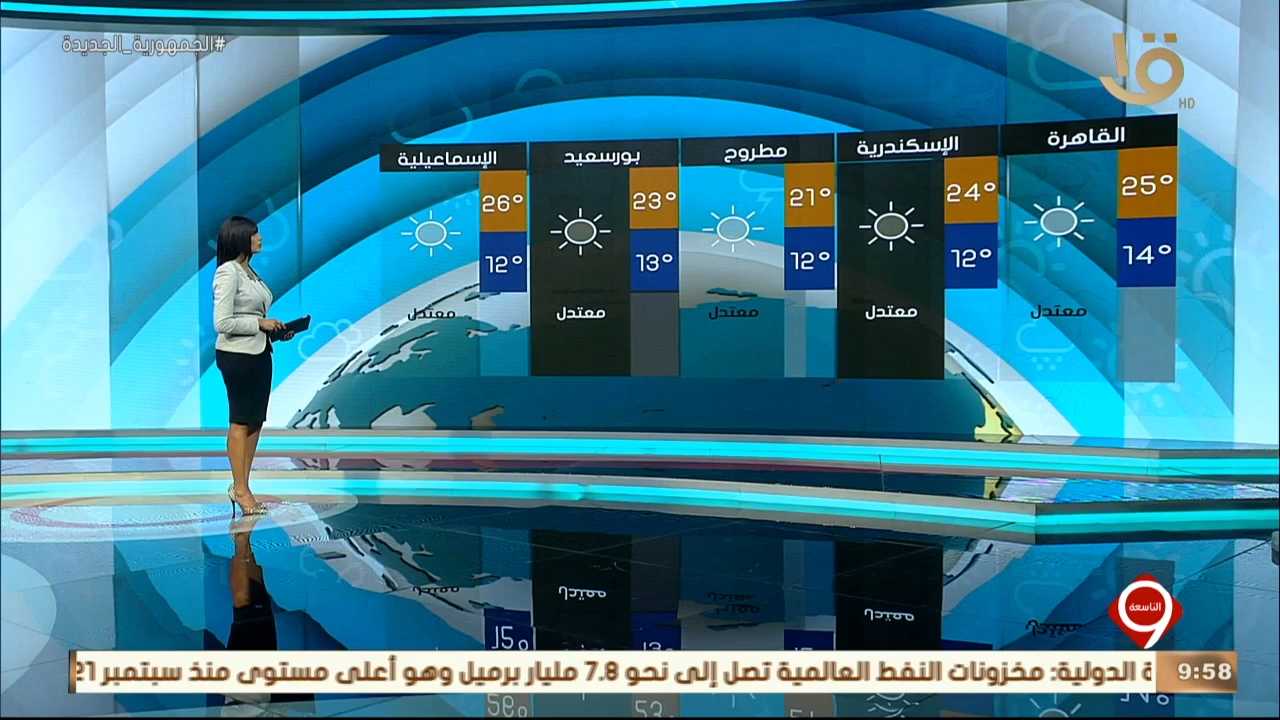 #الجمهورية_الجديدة
HD
القاهرة
25°
14°
معتدل
الإسكندرية
24°
12°
معتدل
مطروح
21°
12°
معتدل
بورسعيد
23°
13°
معتدل
الإسماعيلية
26°
12°
معتدل
التاسعة
9
9:58
ة الدولية: مخزونات النفط العالمية تصل إلى نحو 7.8 مليار برميل وهو أعلى مستوى منذ سبتمبر 21